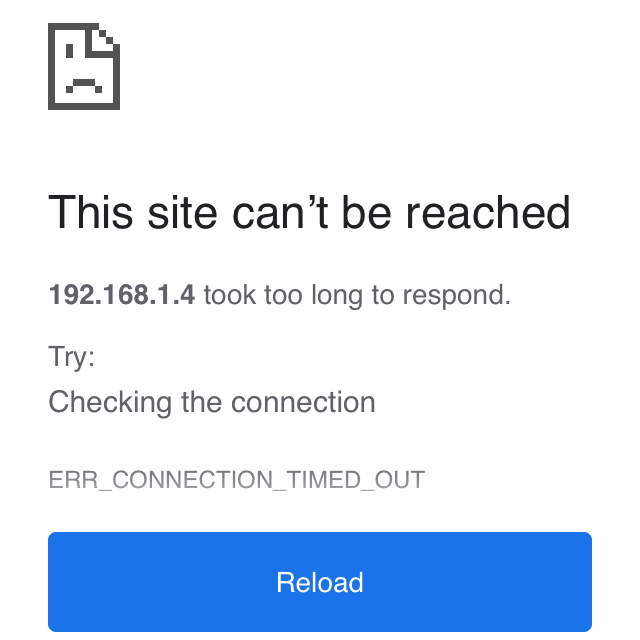 This site can’t be reached
192.168.1.4 took too long to respond.
Try:
Checking the connection
ERR_CONNECTION_TIMED_OUT
Reload